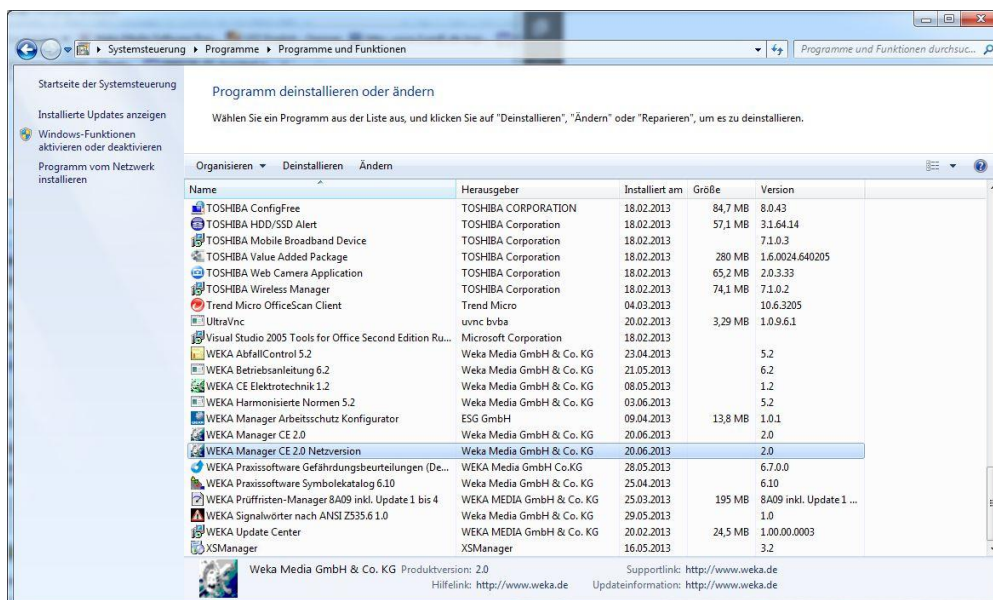 Systemsteuerung ▸ Programme ▸ Programme und Funktionen
Programme und Funktionen durchsuc...
Startseite der Systemsteuerung
Installierte Updates anzeigen
Windows-Funktionen
aktivieren oder deaktivieren
Programm vom Netzwerk
installieren
Programm deinstallieren oder ändern
Wählen Sie ein Programm aus der Liste aus, und klicken Sie auf "Deinstallieren", "Ändern" oder "Reparieren", um es zu deinstallieren.
Organisieren Deinstallieren Ändern
Name Herausgeber Installiert am Größe Version
TOSHIBA ConfigFree TOSHIBA CORPORATION 18.02.2013 84,7 MB 8.0.43
TOSHIBA HDD/SSD Alert TOSHIBA Corporation 18.02.2013 57,1 MB 3.1.64.14
TOSHIBA Mobile Broadband Device TOSHIBA Corporation 18.02.2013 7.1.0.3
TOSHIBA Value Added Package TOSHIBA Corporation 18.02.2013 280 MB 1.6.0024.640205
TOSHIBA Web Camera Application TOSHIBA Corporation 18.02.2013 65,2 MB 2.0.3.33
TOSHIBA Wireless Manager TOSHIBA Corporation 18.02.2013 74,1 MB 7.1.0.2
Trend Micro OfficeScan Client Trend Micro 04.03.2013 10.6.3205
UltraVnc uvnc bvba 20.02.2013 3,29 MB 1.0.9.6.1
Visual Studio 2005 Tools for Office Second Edition Ru... Microsoft Corporation 18.02.2013
WEKA AbfallControl 5.2 Weka Media GmbH & Co. KG 23.04.2013 5.2
WEKA Betriebsanleitung 6.2 Weka Media GmbH & Co. KG 21.05.2013 6.2
WEKA CE Elektrotechnik 1.2 Weka Media GmbH & Co. KG 08.05.2013 1.2
WEKA Harmonisierte Normen 5.2 Weka Media GmbH & Co. KG 03.06.2013 5.2
WEKA Manager Arbeitsschutz Konfigurator ESG GmbH 09.04.2013 13,8 MB 1.0.1
WEKA Manager CE 2.0 Weka Media GmbH & Co. KG 20.06.2013 2.0
WEKA Manager CE 2.0 Netzversion Weka Media GmbH & Co. KG 20.06.2013 2.0
WEKA Praxissoftware Gefährdungsbeurteilungen (De... WEKA Media GmbH Co.KG 28.05.2013 6.7.0.0
WEKA Praxissoftware Symbolekatalog 6.10 Weka Media GmbH & Co. KG 25.04.2013 6.10
WEKA Prüffristen-Manager 8A09 inkl. Update 1 bis 4 WEKA MEDIA GmbH & Co. KG 25.03.2013 195 MB 8A09 inkl. Update 1 ...
WEKA Signalwörter nach ANSI Z535.6 1.0 Weka Media GmbH & Co. KG 29.05.2013 1.0
WEKA Update Center WEKA MEDIA GmbH & Co. KG 20.02.2013 24,5 MB 1.00.00.0003
XSManager XSManager 16.05.2013 3.2
Weka Media GmbH & Co. KG Produktversion: 2.0 Supportlink: http://www.weka.de
Hilfelink: http://www.weka.de Updateinformation: http://www.weka.de